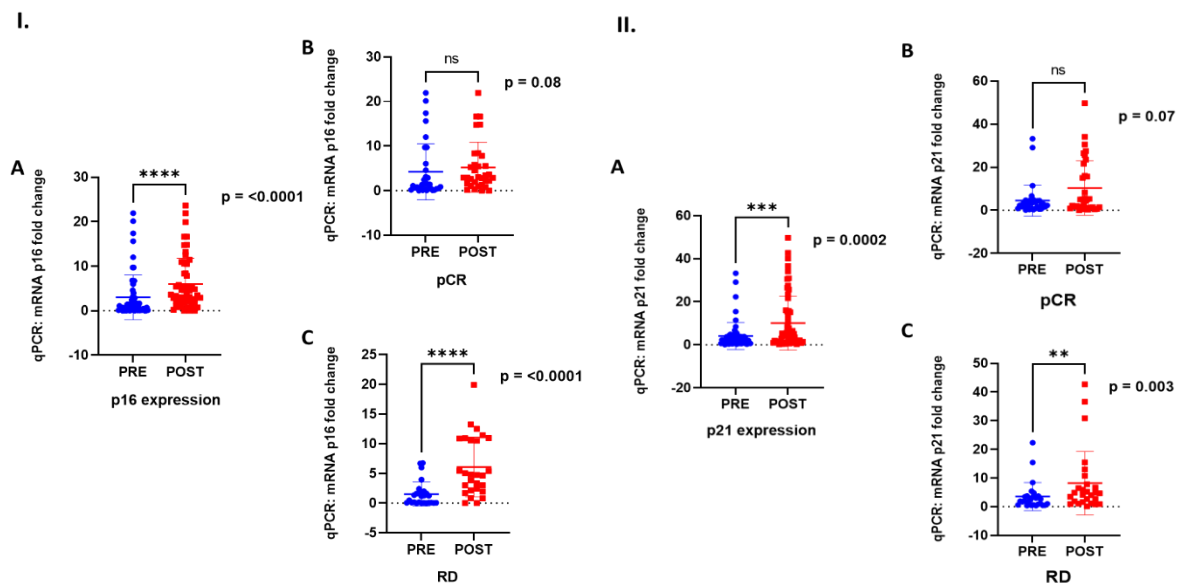 I.
A
qPCR: mRNA p16 fold change
30
20
10
0
-10
****
p = <0.0001
PRE POST
p16 expression
B
qPCR: mRNA p16 fold change
30
20
10
0
-10
ns
p = 0.08
PRE POST
pCR
C
qPCR: mRNA p16 fold change
25
20
15
10
5
0
-5
****
p = <0.0001
PRE POST
RD
II.
A
qPCR: mRNA p21 fold change
60
40
20
0
-20
***
p = 0.0002
PRE POST
p21 expression
B
qPCR: mRNA p21 fold change
60
40
20
0
-20
ns
p = 0.07
PRE POST
pCR
C
qPCR: mRNA p21 fold change
50
40
30
20
10
0
-10
**
p = 0.003
PRE POST
RD